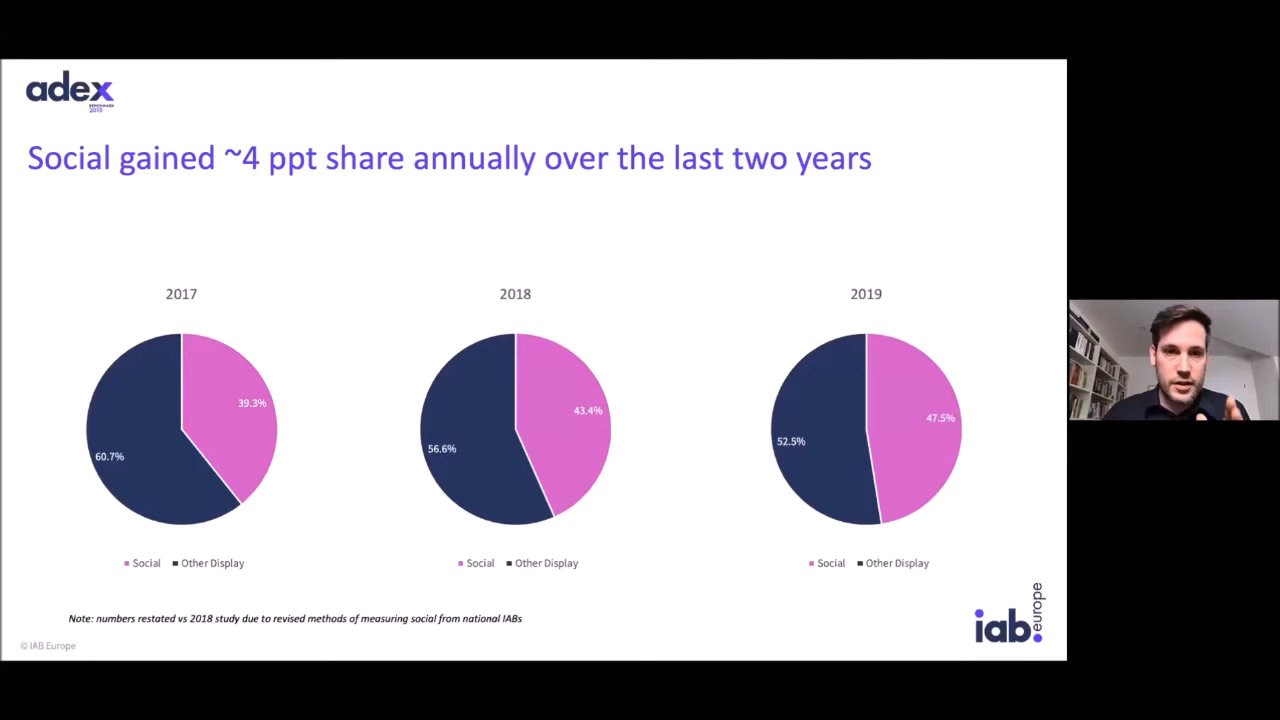 adex
BENCHMARK
2019
Social gained ~4 ppt share annually over the last two years
2017
39.3%
60.7%
Social
Other Display
2018
43.4%
56.6%
Social
Other Display
2019
47.5%
52.5%
Social
Other Display
Note: numbers restated vs 2018 study due to revised methods of measuring social from national IABs
© IAB Europe
iab.
europe